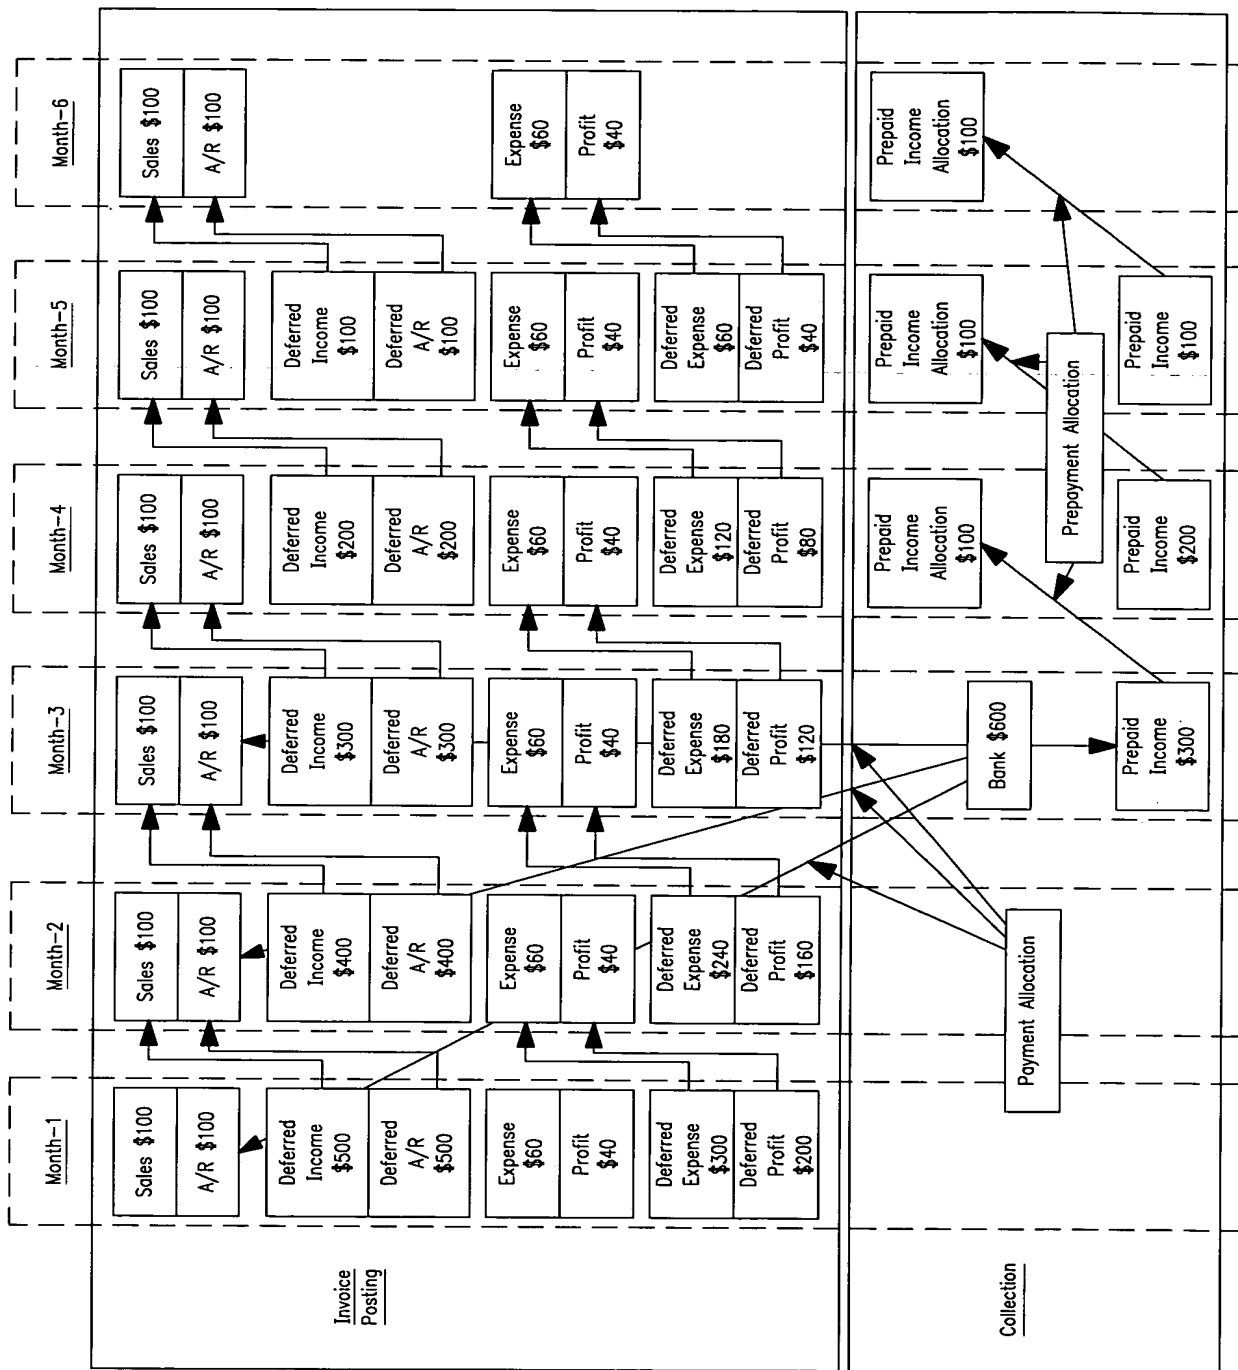 Month-1
Month-2
Month-3
Month-4
Month-5
Month-6
Invoice
Posting
Sales $100
A/R $100
Deferred
Income
$500
Deferred
A/R
$500
Expense
$60
Profit
$40
Deferred
Expense
$300
Deferred
Profit
$200
Sales $100
A/R $100
Deferred
Income
$400
Deferred
A/R
$400
Expense
$60
Profit
$40
Deferred
Expense
$240
Deferred
Profit
$160
Sales $100
A/R $100
Deferred
Income
$300
Deferred
A/R
$300
Expense
$60
Profit
$40
Deferred
Expense
$180
Deferred
Profit
$120
Sales $100
A/R $100
Deferred
Income
$200
Deferred
A/R
$200
Expense
$60
Profit
$40
Deferred
Expense
$120
Deferred
Profit
$80
Sales $100
A/R $100
Deferred
Income
$100
Deferred
A/R
$100
Expense
$60
Profit
$40
Deferred
Expense
$60
Deferred
Profit
$40
Sales $100
A/R $100
Expense
$60
Profit
$40
Collection
Payment Allocation
Bank $600
Prepaid
Income
$300
Prepaid
Income
Allocation
$100
Prepaid
Income
$200
Prepayment Allocation
Prepaid
Income
Allocation
$100
Prepaid
Income
$100
Prepaid
Income
Allocation
$100